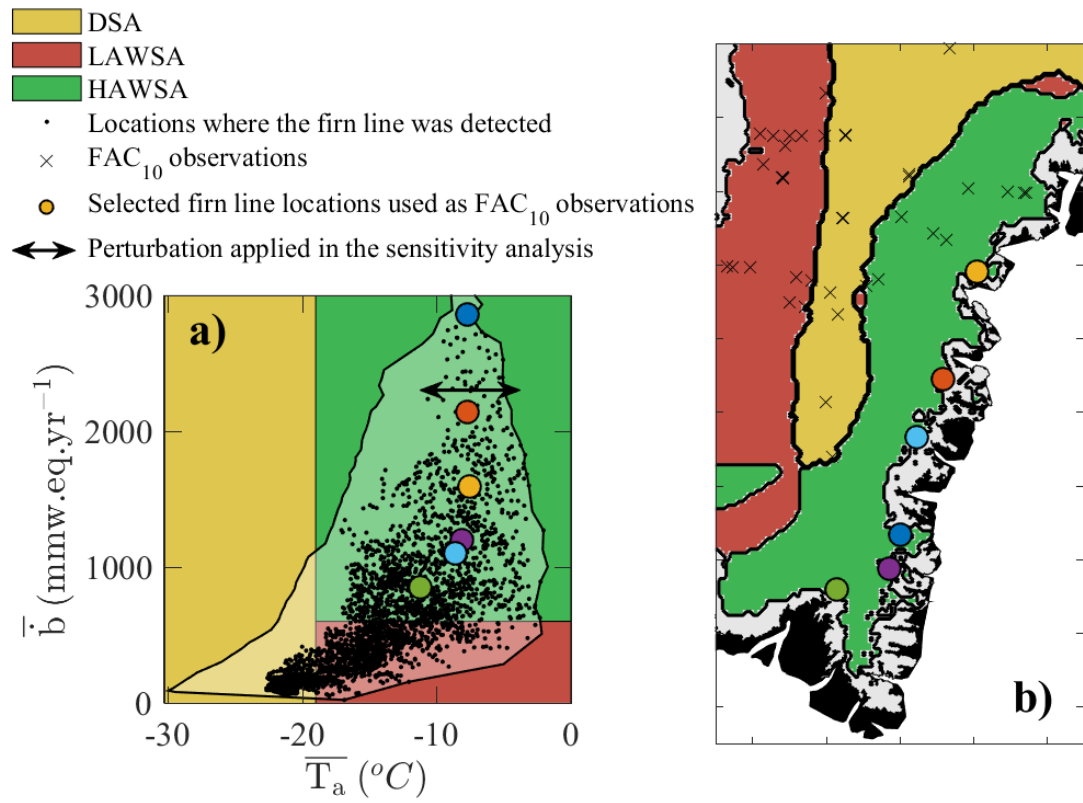 DSA
LAWSA
HAWSA
Locations where the firn line was detected
FAC₁₀ observations
Selected firn line locations used as FAC₁₀ observations
Perturbation applied in the sensitivity analysis
a)
3000
2000
1000
0
-30 -20 -10 0
T̅ₐ (°C)
b̅̇ (mmw.eq.yr⁻¹)
b)